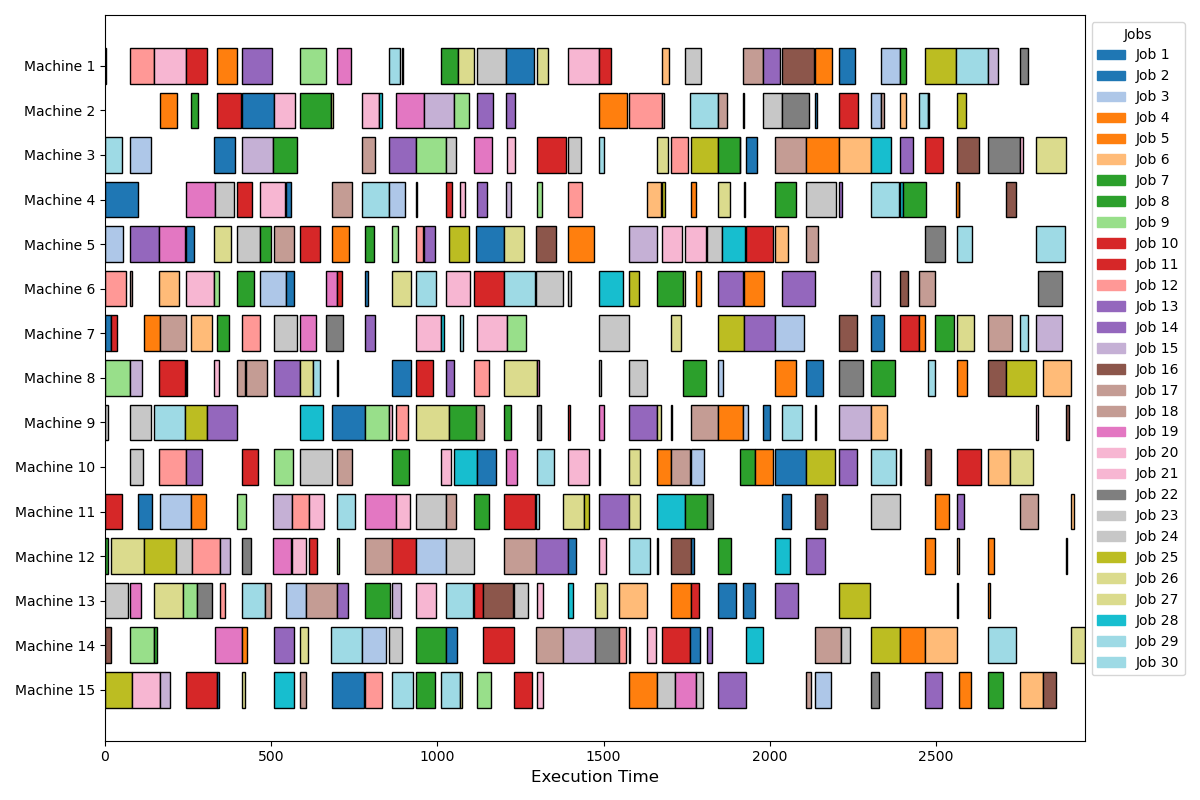 Machine 1
Machine 2
Machine 3
Machine 4
Machine 5
Machine 6
Machine 7
Machine 8
Machine 9
Machine 10
Machine 11
Machine 12
Machine 13
Machine 14
Machine 15
0 500 1000 1500 2000 2500
Execution Time
Jobs
Job 1
Job 2
Job 3
Job 4
Job 5
Job 6
Job 7
Job 8
Job 9
Job 10
Job 11
Job 12
Job 13
Job 14
Job 15
Job 16
Job 17
Job 18
Job 19
Job 20
Job 21
Job 22
Job 23
Job 24
Job 25
Job 26
Job 27
Job 28
Job 29
Job 30